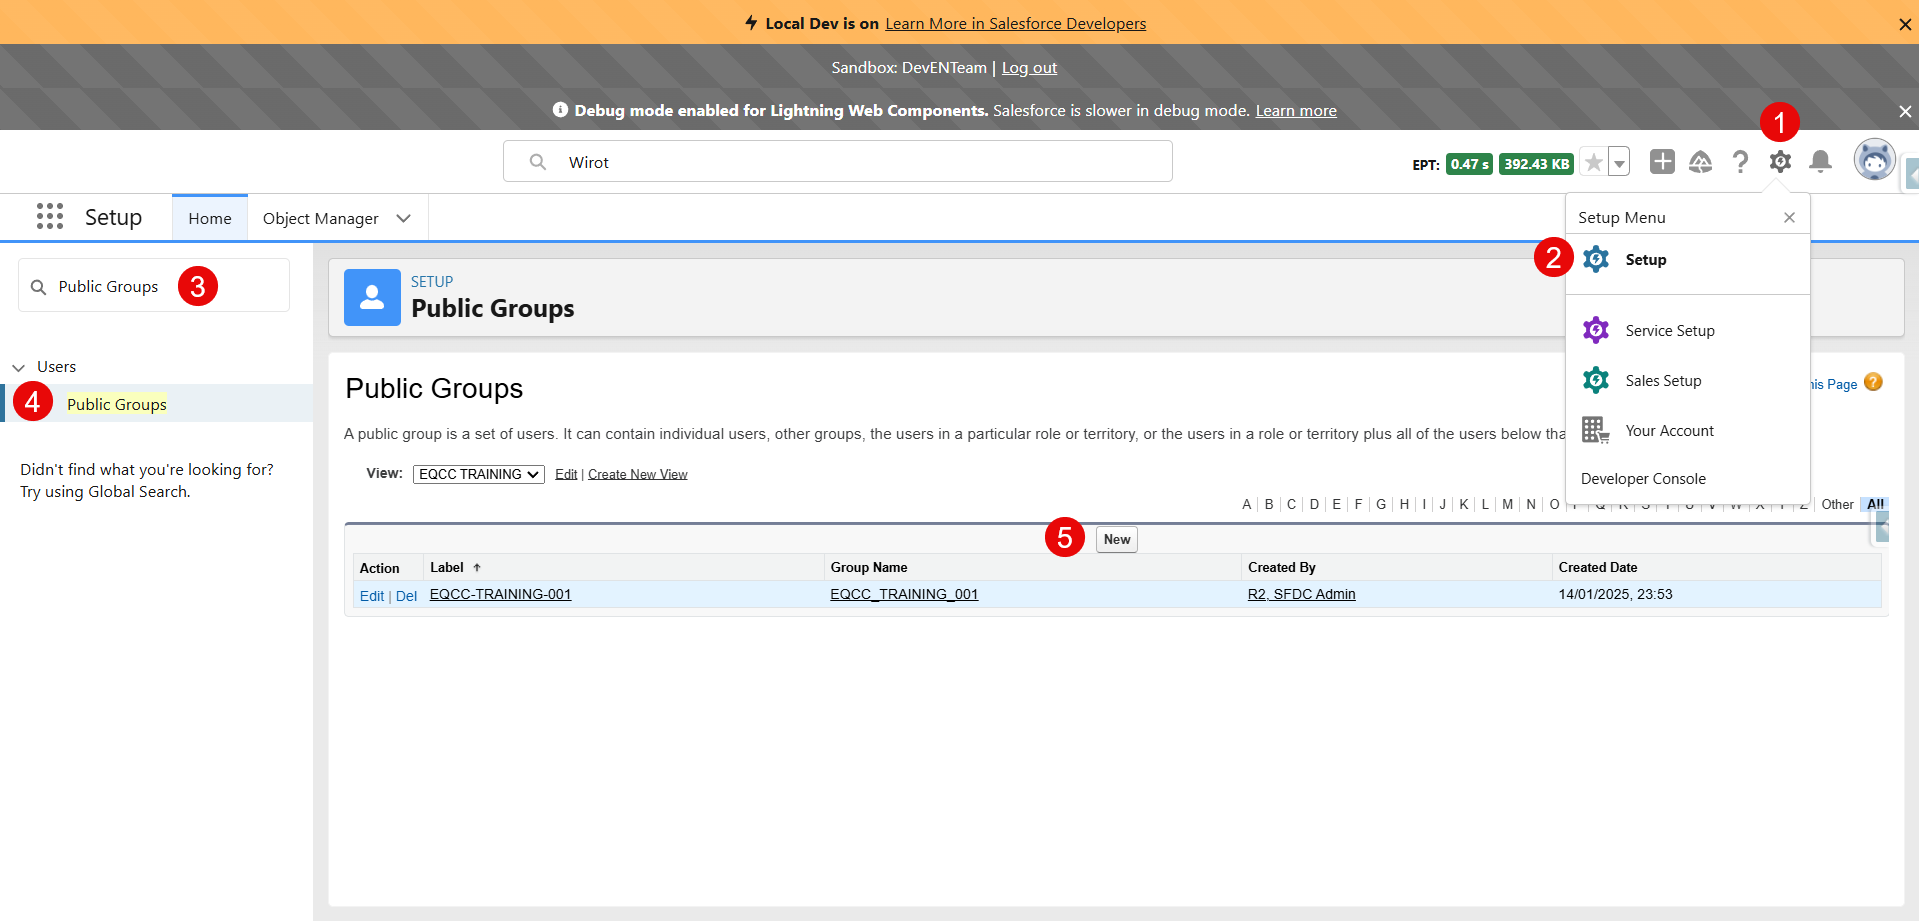 Local Dev is on Learn More in Salesforce Developers
Sandbox: DevENTeam | Log out
Debug mode enabled for Lightning Web Components. Salesforce is slower in debug mode. Learn more
1
Wirot
EPT: 0.47 s 392.43 KB
Setup
Home
Object Manager
Setup Menu
2
Setup
Service Setup
Sales Setup
Your Account
Developer Console
Public Groups
3
Users
4
Public Groups
Didn't find what you're looking for?
Try using Global Search.
SETUP
Public Groups
Public Groups
his Page ?
A public group is a set of users. It can contain individual users, other groups, the users in a particular role or territory, or the users in a role or territory plus all of the users below tha
View: EQCC TRAINING Edit | Create New View
A | B | C | D | E | F | G | H | I | J | K | L | M | N | O | P | Q | R | S | T | U | V | W | X | Y | Z | Other | All
5
New
Action Label Group Name Created By Created Date
Edit | Del EQCC-TRAINING-001 EQCC_TRAINING_001 R2, SFDC Admin 14/01/2025, 23:53